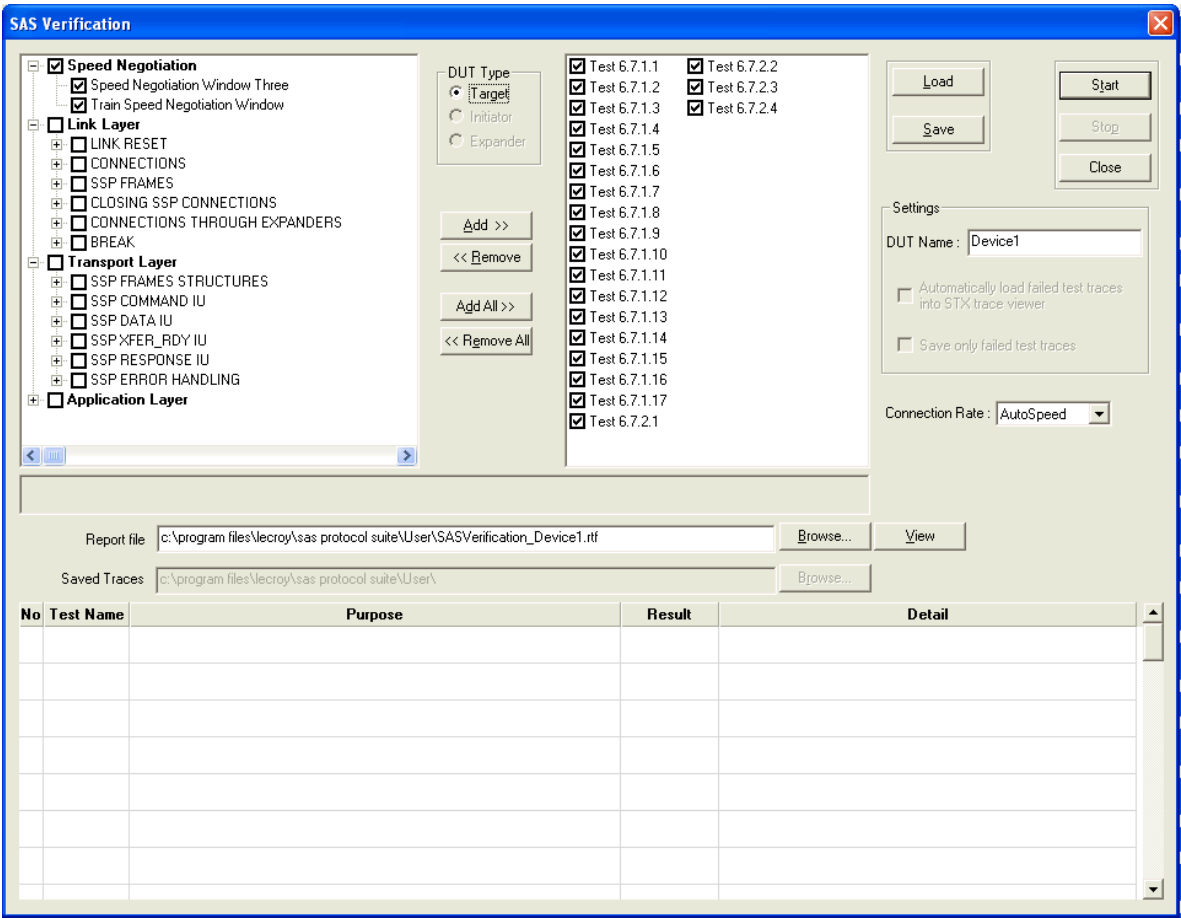 SAS Verification
Speed Negotiation
Speed Negotiation Window Three
Train Speed Negotiation Window
Link Layer
LINK RESET
CONNECTIONS
SSP FRAMES
CLOSING SSP CONNECTIONS
CONNECTIONS THROUGH EXPANDERS
BREAK
Transport Layer
SSP FRAMES STRUCTURES
SSP COMMAND IU
SSP DATA IU
SSP XFER_RDY IU
SSP RESPONSE IU
SSP ERROR HANDLING
Application Layer
DUT Type
Target
Initiator
Expander
Add >>
<< Remove
Add All >>
<< Remove All
Test 6.7.1.1
Test 6.7.1.2
Test 6.7.1.3
Test 6.7.1.4
Test 6.7.1.5
Test 6.7.1.6
Test 6.7.1.7
Test 6.7.1.8
Test 6.7.1.9
Test 6.7.1.10
Test 6.7.1.11
Test 6.7.1.12
Test 6.7.1.13
Test 6.7.1.14
Test 6.7.1.15
Test 6.7.1.16
Test 6.7.1.17
Test 6.7.2.1
Test 6.7.2.2
Test 6.7.2.3
Test 6.7.2.4
Load
Save
Start
Stop
Close
Settings
DUT Name : Device1
Automatically load failed test traces
into STX trace viewer
Save only failed test traces
Connection Rate : AutoSpeed
Report file c:\program files\lecroy\sas protocol suite\User\SASVerification_Device1.rtf Browse... View
Saved Traces c:\program files\lecroy\sas protocol suite\User\ Browse...
No Test Name Purpose Result Detail